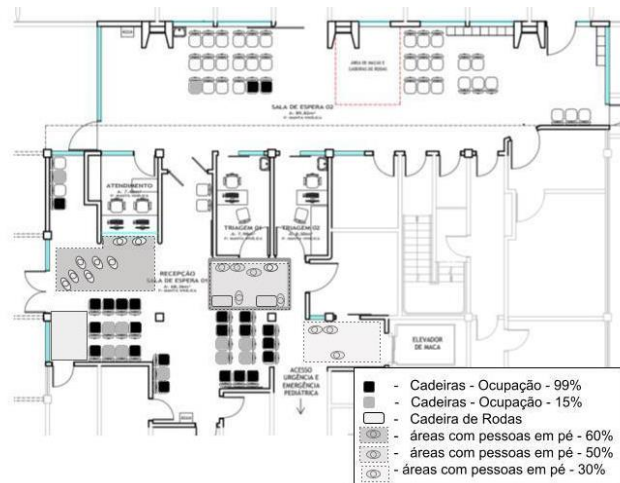 ÁREA DE MACAS E
CADEIRAS DE RODAS
SALA DE ESPERA 02
ATENDIMENTO
TRIAGEM 01
TRIAGEM 02
RECEPÇÃO
SALA DE ESPERA 01
ELEVADOR
DE MACA
ACESSO
URGÊNCIA E
EMERGÊNCIA
PEDIÁTRICA
- Cadeiras - Ocupação - 99%
- Cadeiras - Ocupação - 15%
- Cadeira de Rodas
- áreas com pessoas em pé - 60%
- áreas com pessoas em pé - 50%
- áreas com pessoas em pé - 30%